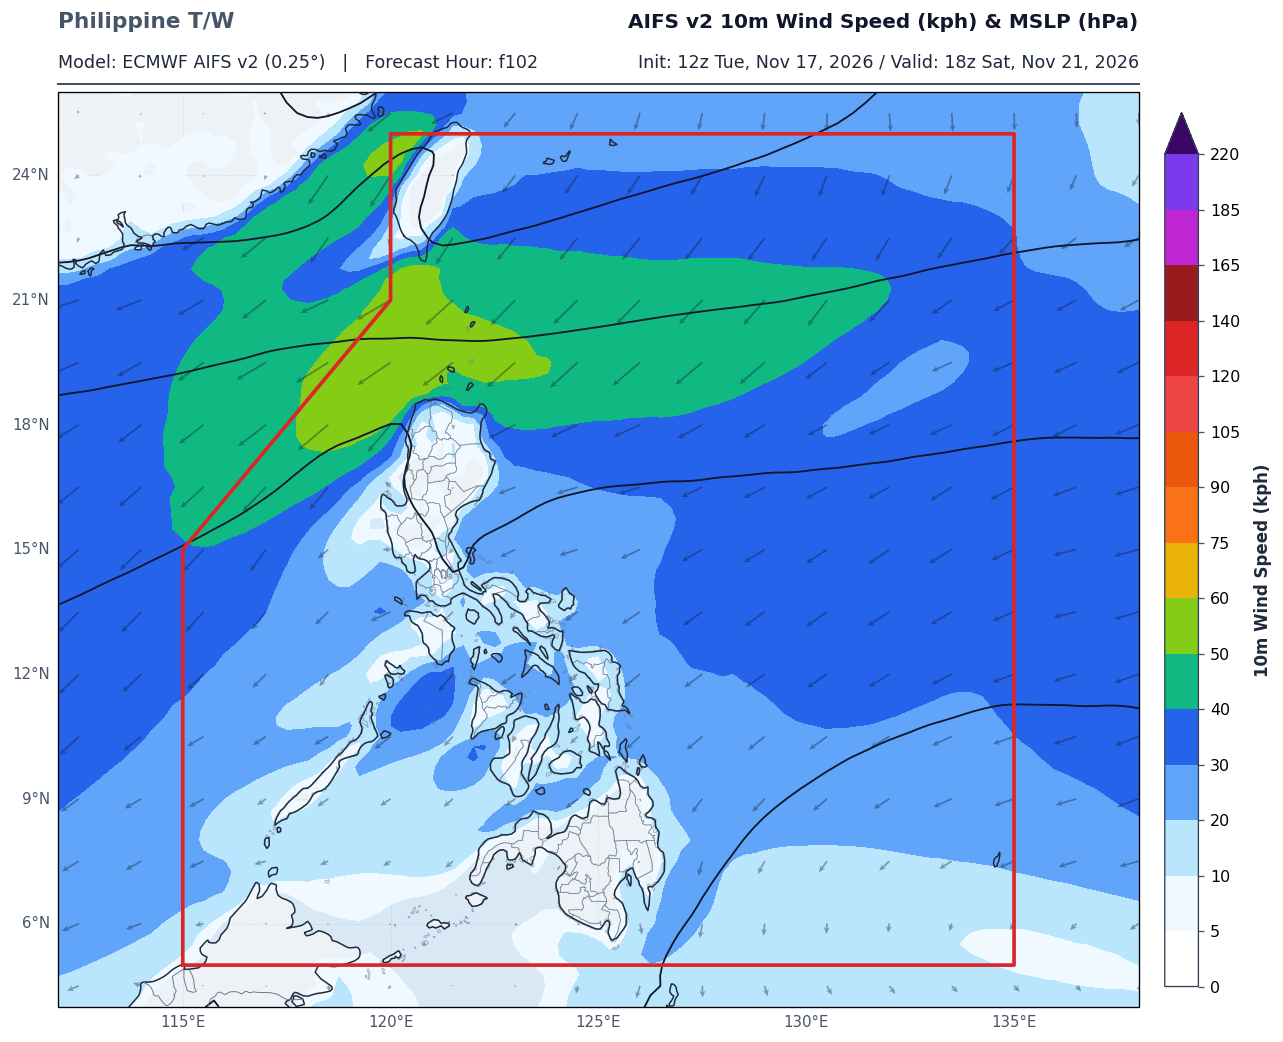 Philippine T/W
AIFS v2 10m Wind Speed (kph) & MSLP (hPa)
Model: ECMWF AIFS v2 (0.25°) | Forecast Hour: f102
Init: 12z Tue, Nov 17, 2026 / Valid: 18z Sat, Nov 21, 2026
24°N
21°N
18°N
15°N
12°N
9°N
6°N
115°E
120°E
125°E
130°E
135°E
220
185
165
140
120
105
90
75
60
50
40
30
20
10
5
0
10m Wind Speed (kph)